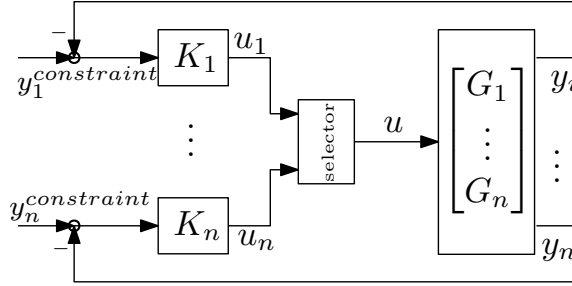 −
y_1^{constraint}
K_1
u_1
⋮
selector
u
G_1
⋮
G_n
⋮
y_n^{constraint}
−
K_n
u_n
y_n